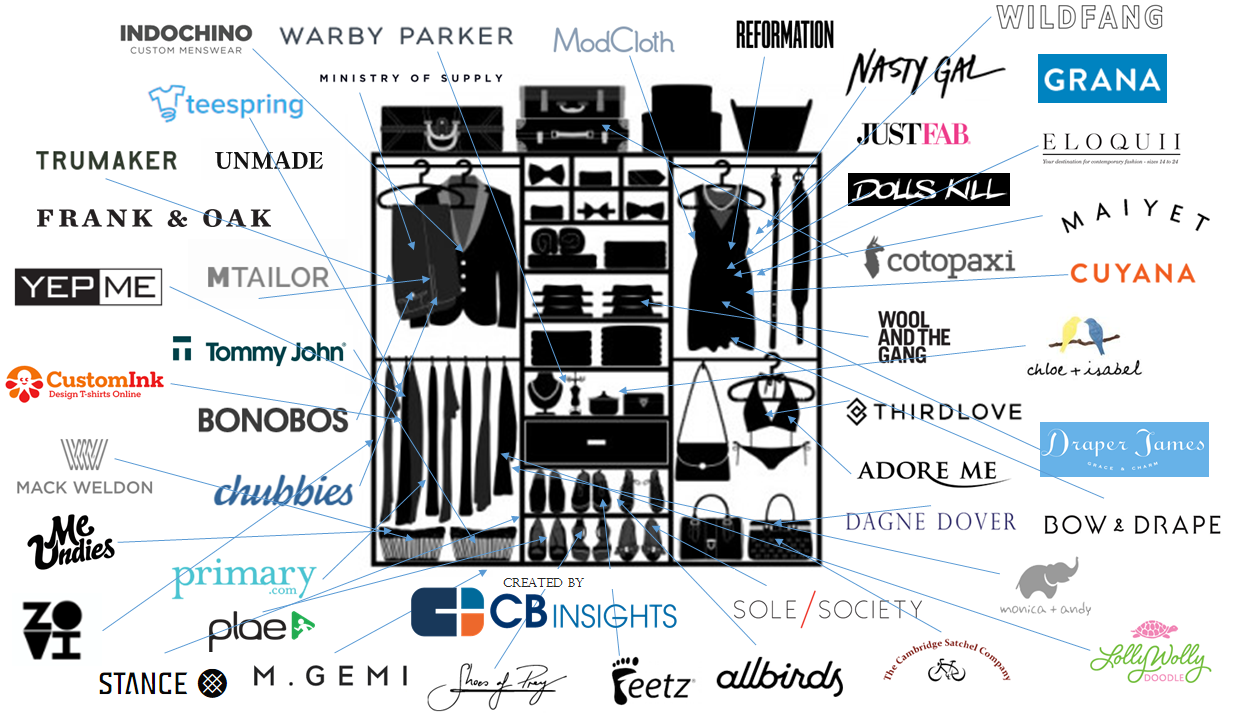 INDOCHINO
CUSTOM MENSWEAR
WARBY PARKER
ModCloth
REFORMATION
WILDFANG
MINISTRY OF SUPPLY
NASTY GAL
GRANA
teespring
JUSTFAB
ELOQUII
Your destination for contemporary fashion - sizes 14 to 24
TRUMAKER
UNMADE
DOLLS KILL
FRANK & OAK
MAIYET
cotopaxi
CUYANA
YEPME
MTAILOR
WOOL
AND THE
GANG
chloe + isabel
Tommy John
CustomInk
Design T-shirts Online
BONOBOS
THIRDLOVE
Draper James
GRACE & CHARM
MACK WELDON
chubbies
ADORE ME
DAGNE DOVER
BOW & DRAPE
Me
Undies
primary
.com
CREATED BY
CB INSIGHTS
SOLE/SOCIETY
monica + andy
ZOVI
plae
The Cambridge Satchel Company
LollyWolly
DOODLE
STANCE
M.GEMI
Shoes of Prey
feetz
allbirds